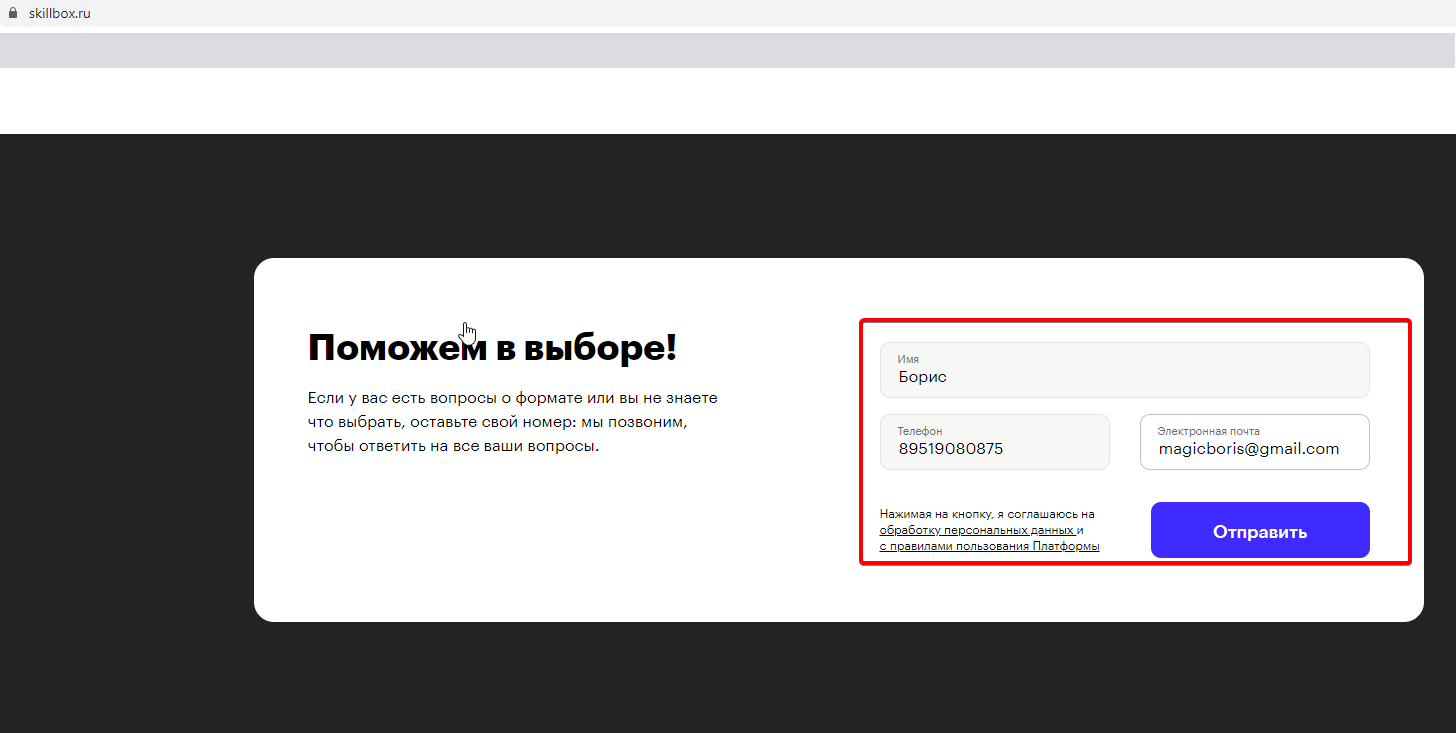 skillbox.ru
Поможем в выборе!
Если у вас есть вопросы о формате или вы не знаете
что выбрать, оставьте свой номер: мы позвоним,
чтобы ответить на все ваши вопросы.
Имя
Борис
Телефон
89519080875
Электронная почта
magicboris@gmail.com
Нажимая на кнопку, я соглашаюсь на
обработку персональных данных и
с правилами пользования Платформы
Отправить